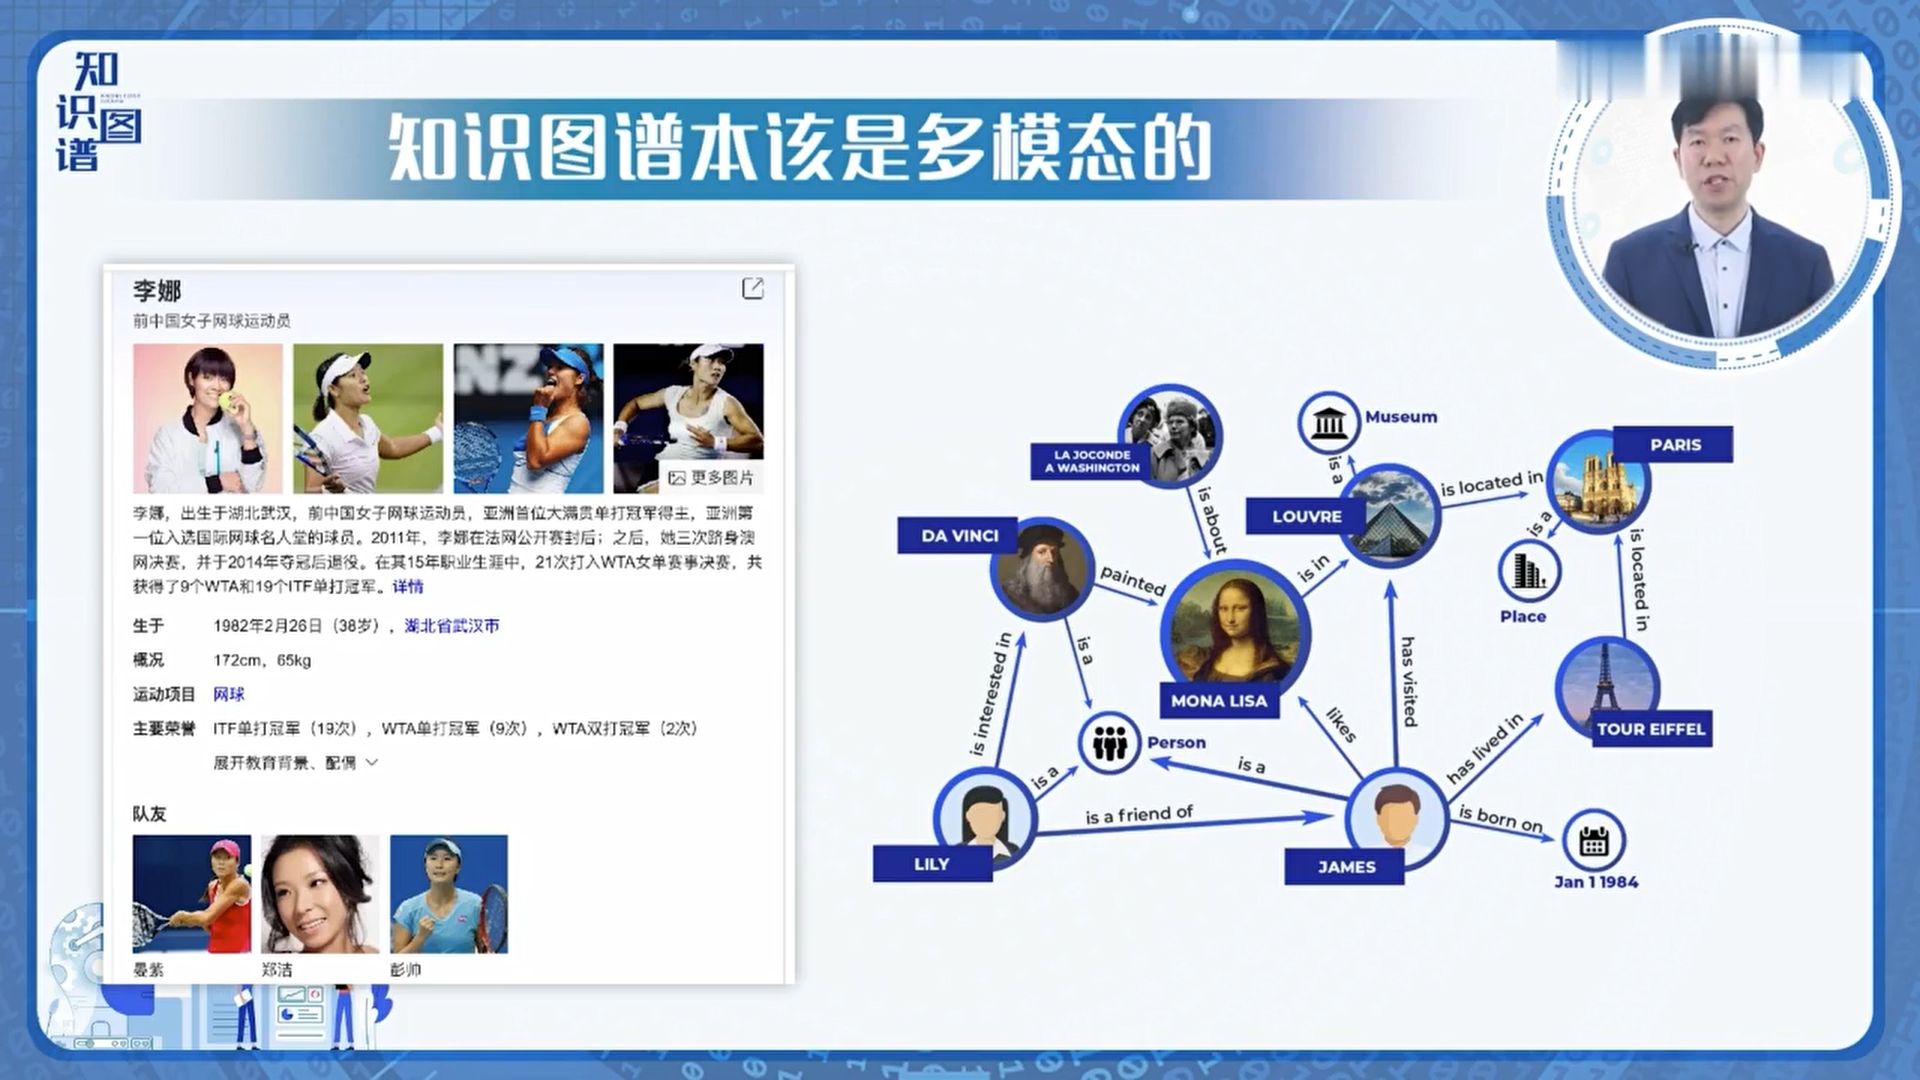 知识图谱
知识图谱本该是多模态的
李娜
前中国女子网球运动员
NZ
更多图片
李娜，出生于湖北武汉，前中国女子网球运动员，亚洲首位大满贯单打冠军得主，亚洲第
一位入选国际网球名人堂的球员。2011年，李娜在法网公开赛封后；之后，她三次跻身澳
网决赛，并于2014年夺冠后退役。在其15年职业生涯中，21次打入WTA女单赛事决赛，共
获得了9个WTA和19个ITF单打冠军。详情
生于 1982年2月26日（38岁），湖北省武汉市
概况 172cm，65kg
运动项目 网球
主要荣誉 ITF单打冠军（19次），WTA单打冠军（9次），WTA双打冠军（2次）
展开教育背景、配偶
队友
晏紫 郑洁 彭帅
LA JOCONDE
A WASHINGTON
is about
Museum
is a
LOUVRE
is located in
PARIS
is a
Place
is located in
DA VINCI
painted
is in
MONA LISA
is a
is interested in
has visited
TOUR EIFFEL
likes
has lived in
Person
is a
is a
is a friend of
is born on
LILY
JAMES
Jan 1 1984